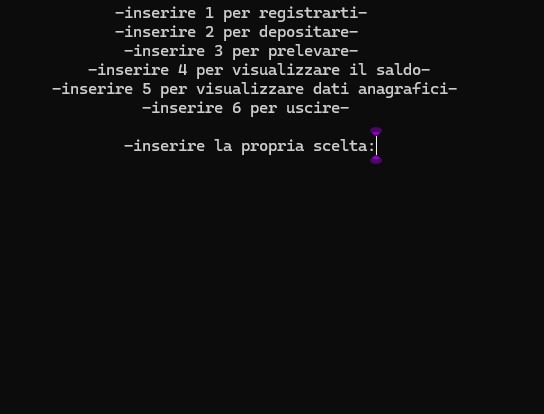 -inserire 1 per registrarti-
-inserire 2 per depositare-
-inserire 3 per prelevare-
-inserire 4 per visualizzare il saldo-
-inserire 5 per visualizzare dati anagrafici-
-inserire 6 per uscire-
-inserire la propria scelta: